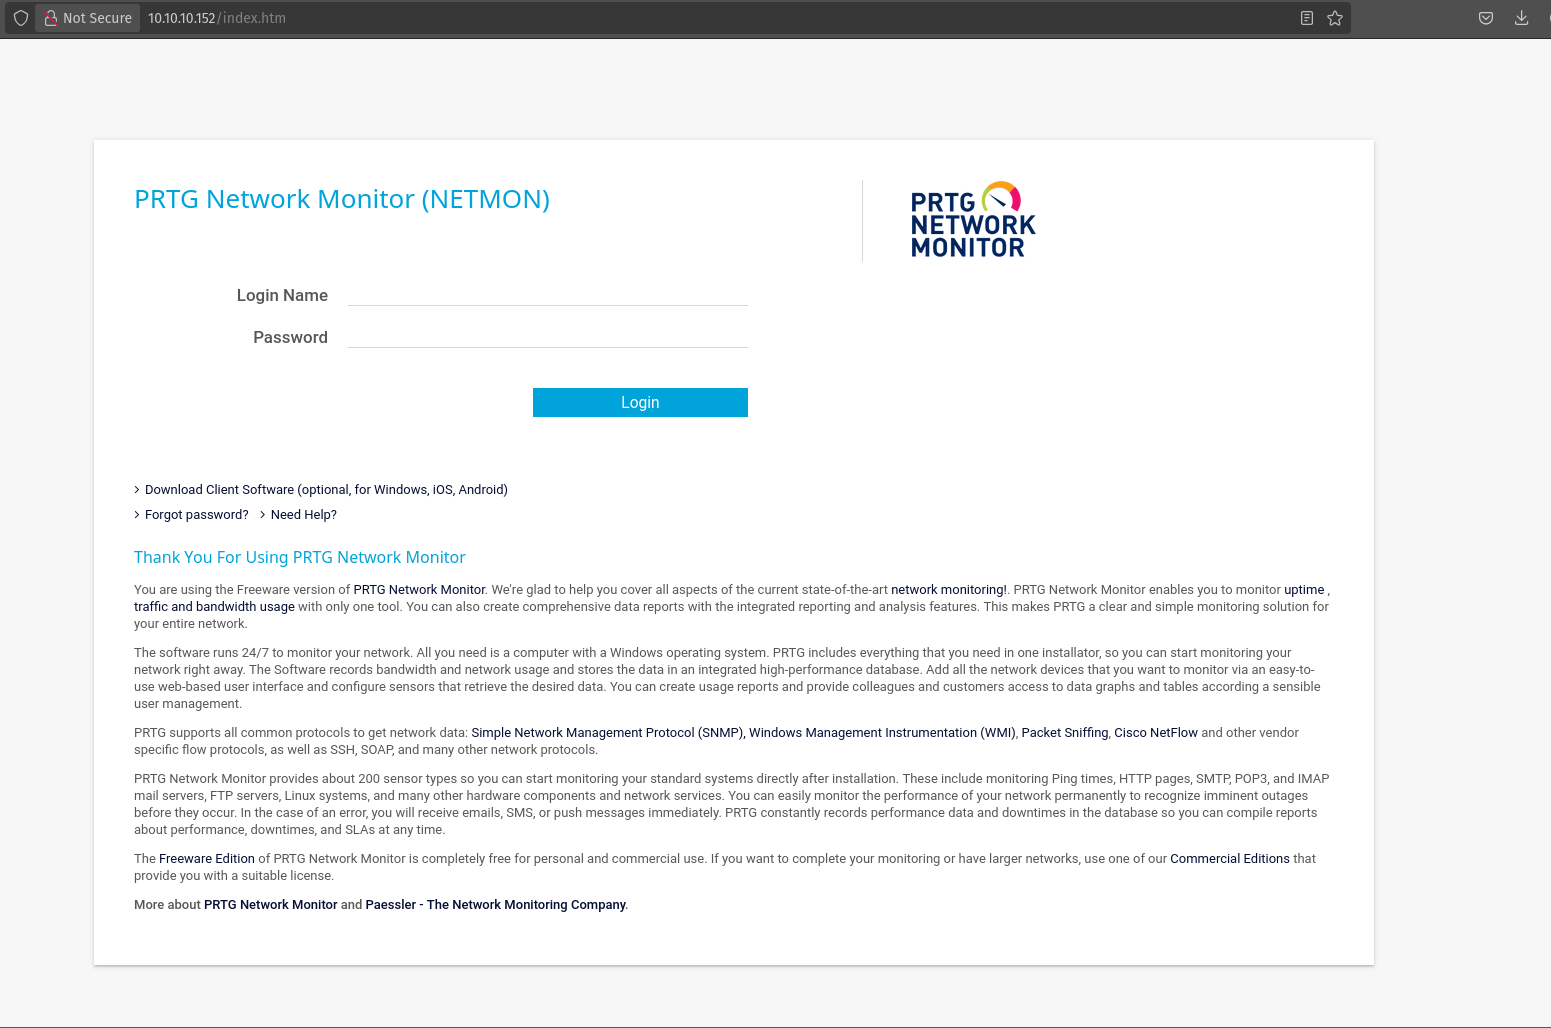 Not Secure 10.10.10.152/index.htm
PRTG Network Monitor (NETMON)
PRTG
NETWORK
MONITOR
Login Name
Password
Login
Download Client Software (optional, for Windows, iOS, Android)
Forgot password? Need Help?
Thank You For Using PRTG Network Monitor
You are using the Freeware version of PRTG Network Monitor. We're glad to help you cover all aspects of the current state-of-the-art network monitoring!. PRTG Network Monitor enables you to monitor uptime ,
traffic and bandwidth usage with only one tool. You can also create comprehensive data reports with the integrated reporting and analysis features. This makes PRTG a clear and simple monitoring solution for
your entire network.
The software runs 24/7 to monitor your network. All you need is a computer with a Windows operating system. PRTG includes everything that you need in one installator, so you can start monitoring your
network right away. The Software records bandwidth and network usage and stores the data in an integrated high-performance database. Add all the network devices that you want to monitor via an easy-to-
use web-based user interface and configure sensors that retrieve the desired data. You can create usage reports and provide colleagues and customers access to data graphs and tables according a sensible
user management.
PRTG supports all common protocols to get network data: Simple Network Management Protocol (SNMP), Windows Management Instrumentation (WMI), Packet Sniffing, Cisco NetFlow and other vendor
specific flow protocols, as well as SSH, SOAP, and many other network protocols.
PRTG Network Monitor provides about 200 sensor types so you can start monitoring your standard systems directly after installation. These include monitoring Ping times, HTTP pages, SMTP, POP3, and IMAP
mail servers, FTP servers, Linux systems, and many other hardware components and network services. You can easily monitor the performance of your network permanently to recognize imminent outages
before they occur. In the case of an error, you will receive emails, SMS, or push messages immediately. PRTG constantly records performance data and downtimes in the database so you can compile reports
about performance, downtimes, and SLAs at any time.
The Freeware Edition of PRTG Network Monitor is completely free for personal and commercial use. If you want to complete your monitoring or have larger networks, use one of our Commercial Editions that
provide you with a suitable license.
More about PRTG Network Monitor and Paessler - The Network Monitoring Company.